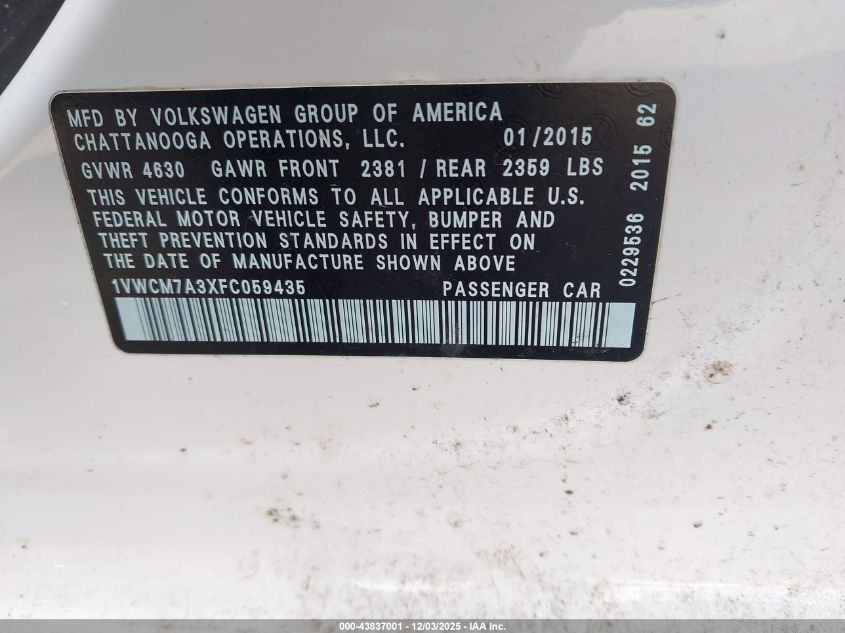 MFD BY VOLKSWAGEN GROUP OF AMERICA
CHATTANOOGA OPERATIONS, LLC. 01/2015
GVWR 4630 GAWR FRONT 2381 / REAR 2359 LBS
THIS VEHICLE CONFORMS TO ALL APPLICABLE U.S.
FEDERAL MOTOR VEHICLE SAFETY, BUMPER AND
THEFT PREVENTION STANDARDS IN EFFECT ON
THE DATE OF MANUFACTURE SHOWN ABOVE
1VWCM7A3XFC059435 PASSENGER CAR
0229536 2015 62
000-43837001 - 12/03/2025 - IAA Inc.